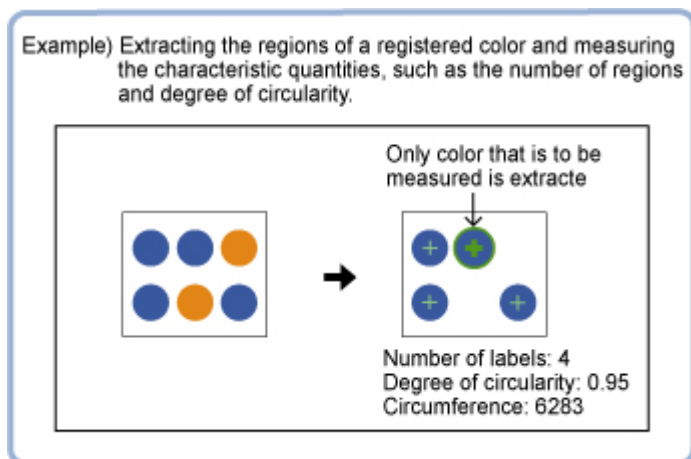 Example) Extracting the regions of a registered color and measuring
the characteristic quantities, such as the number of regions
and degree of circularity.
Only color that is to be
measured is extracte
Number of labels: 4
Degree of circularity: 0.95
Circumference: 6283